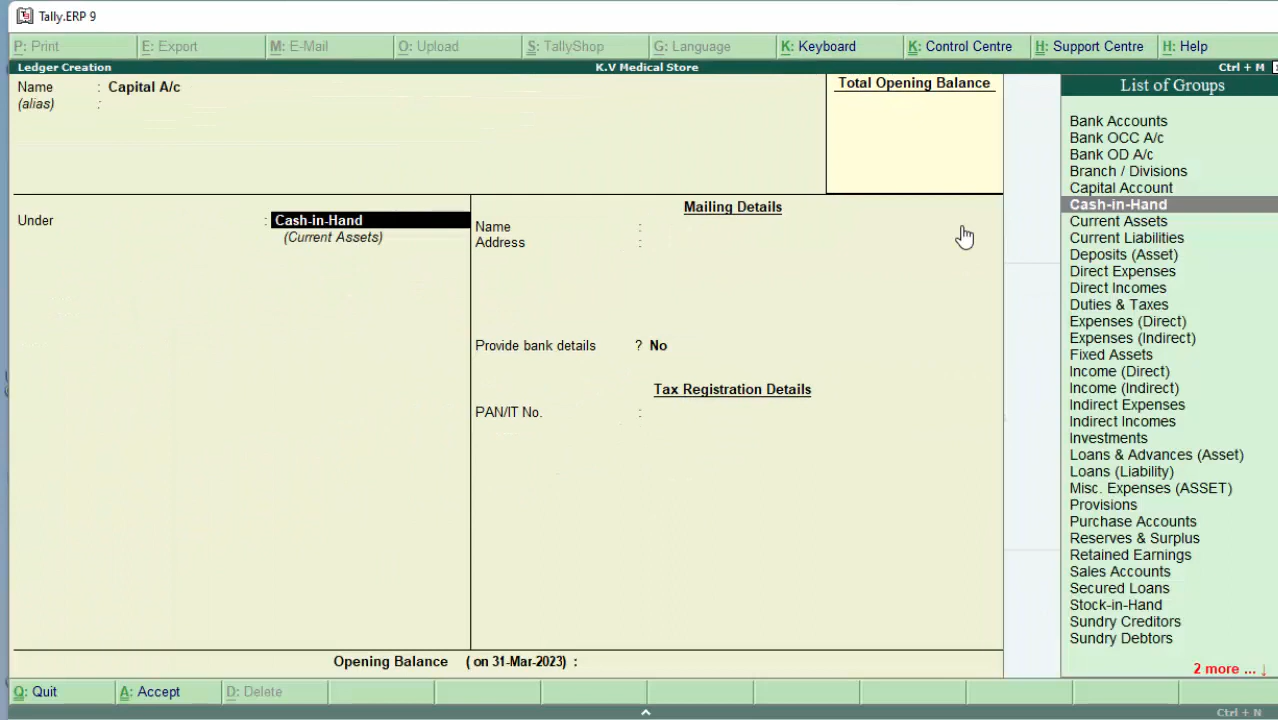 Tally.ERP 9
P: Print E: Export M: E-Mail O: Upload S: TallyShop G: Language K: Keyboard K: Control Centre H: Support Centre H: Help
Ledger Creation K.V Medical Store Ctrl + M
Name : Capital A/c
(alias) :
Total Opening Balance
Under : Cash-in-Hand
(Current Assets)
Mailing Details
Name :
Address :
Provide bank details ? No
Tax Registration Details
PAN/IT No. :
Opening Balance ( on 31-Mar-2023) :
List of Groups
Bank Accounts
Bank OCC A/c
Bank OD A/c
Branch / Divisions
Capital Account
Cash-in-Hand
Current Assets
Current Liabilities
Deposits (Asset)
Direct Expenses
Direct Incomes
Duties & Taxes
Expenses (Direct)
Expenses (Indirect)
Fixed Assets
Income (Direct)
Income (Indirect)
Indirect Expenses
Indirect Incomes
Investments
Loans & Advances (Asset)
Loans (Liability)
Misc. Expenses (ASSET)
Provisions
Purchase Accounts
Reserves & Surplus
Retained Earnings
Sales Accounts
Secured Loans
Stock-in-Hand
Sundry Creditors
Sundry Debtors
2 more ... ↓
Q: Quit A: Accept D: Delete
Ctrl + N